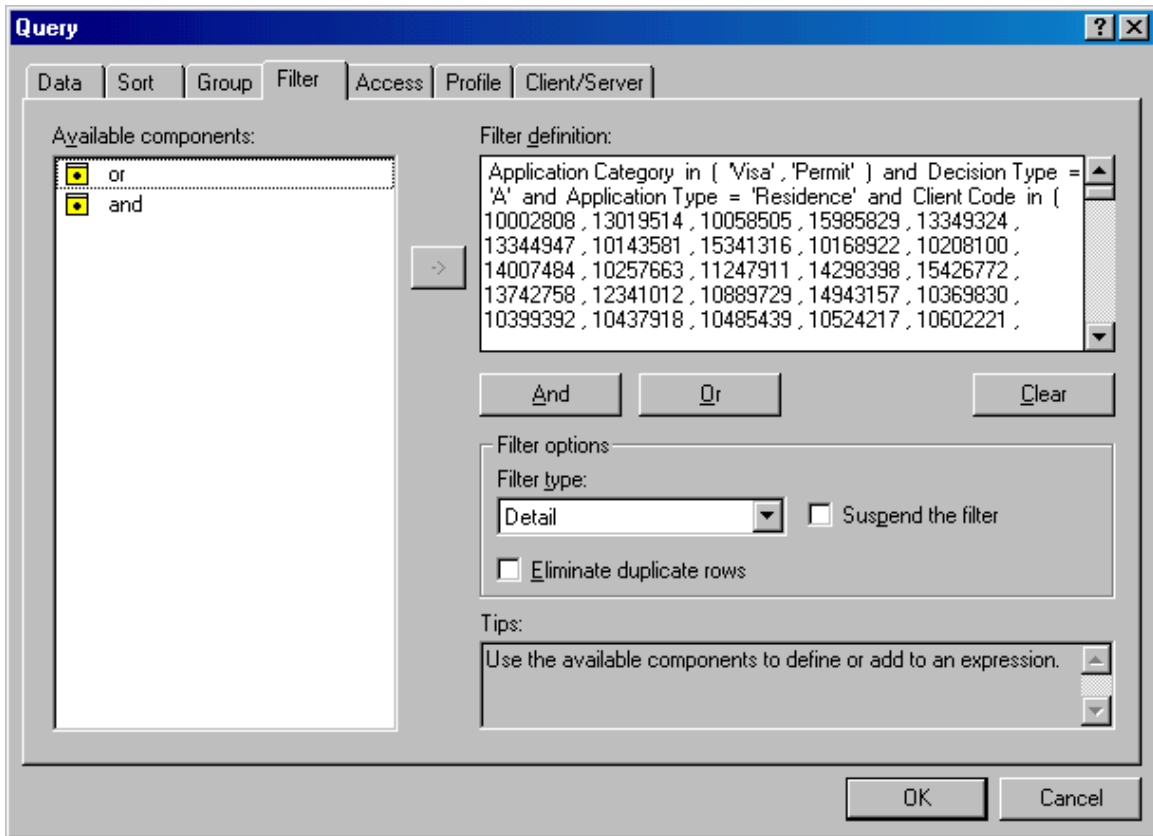 Query
Data Sort Group Filter Access Profile Client/Server
Available components:
or
and
->
Filter definition:
Application Category in ( 'Visa' , 'Permit' ) and Decision Type =
'A' and Application Type = 'Residence' and Client Code in (
10002808 , 13019514 , 10058505 , 15985829 , 13349324 ,
13344947 , 10143581 , 15341316 , 10168922 , 10208100 ,
14007484 , 10257663 , 11247911 , 14298398 , 15426772 ,
13742758 , 12341012 , 10889729 , 14943157 , 10369830 ,
10399392 , 10437918 , 10485439 , 10524217 , 10602221 ,
And Or Clear
Filter options
Filter type:
Detail
Suspend the filter
Eliminate duplicate rows
Tips:
Use the available components to define or add to an expression.
OK Cancel